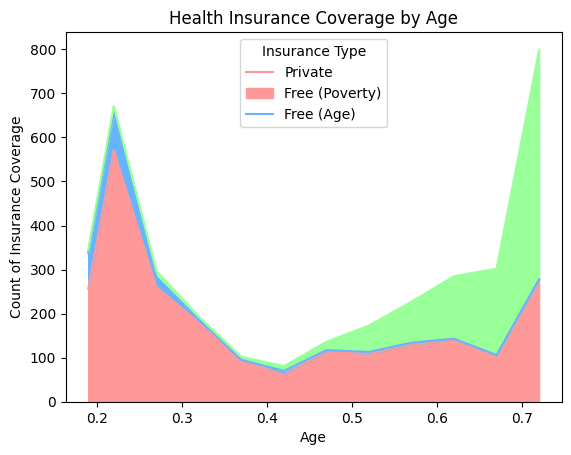 Health Insurance Coverage by Age
Insurance Type
Private
Free (Poverty)
Free (Age)
Count of Insurance Coverage
800
700
600
500
400
300
200
100
0
0.2 0.3 0.4 0.5 0.6 0.7
Age